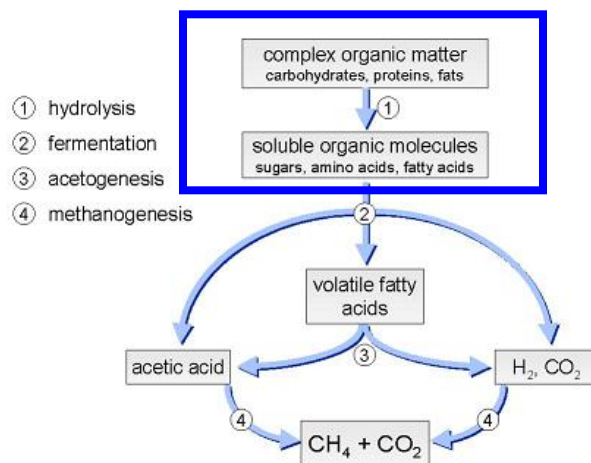 complex organic matter
carbohydrates, proteins, fats
① hydrolysis
② fermentation
③ acetogenesis
④ methanogenesis
①
soluble organic molecules
sugars, amino acids, fatty acids
②
volatile fatty
acids
③
acetic acid
H₂, CO₂
④
④
CH₄ + CO₂